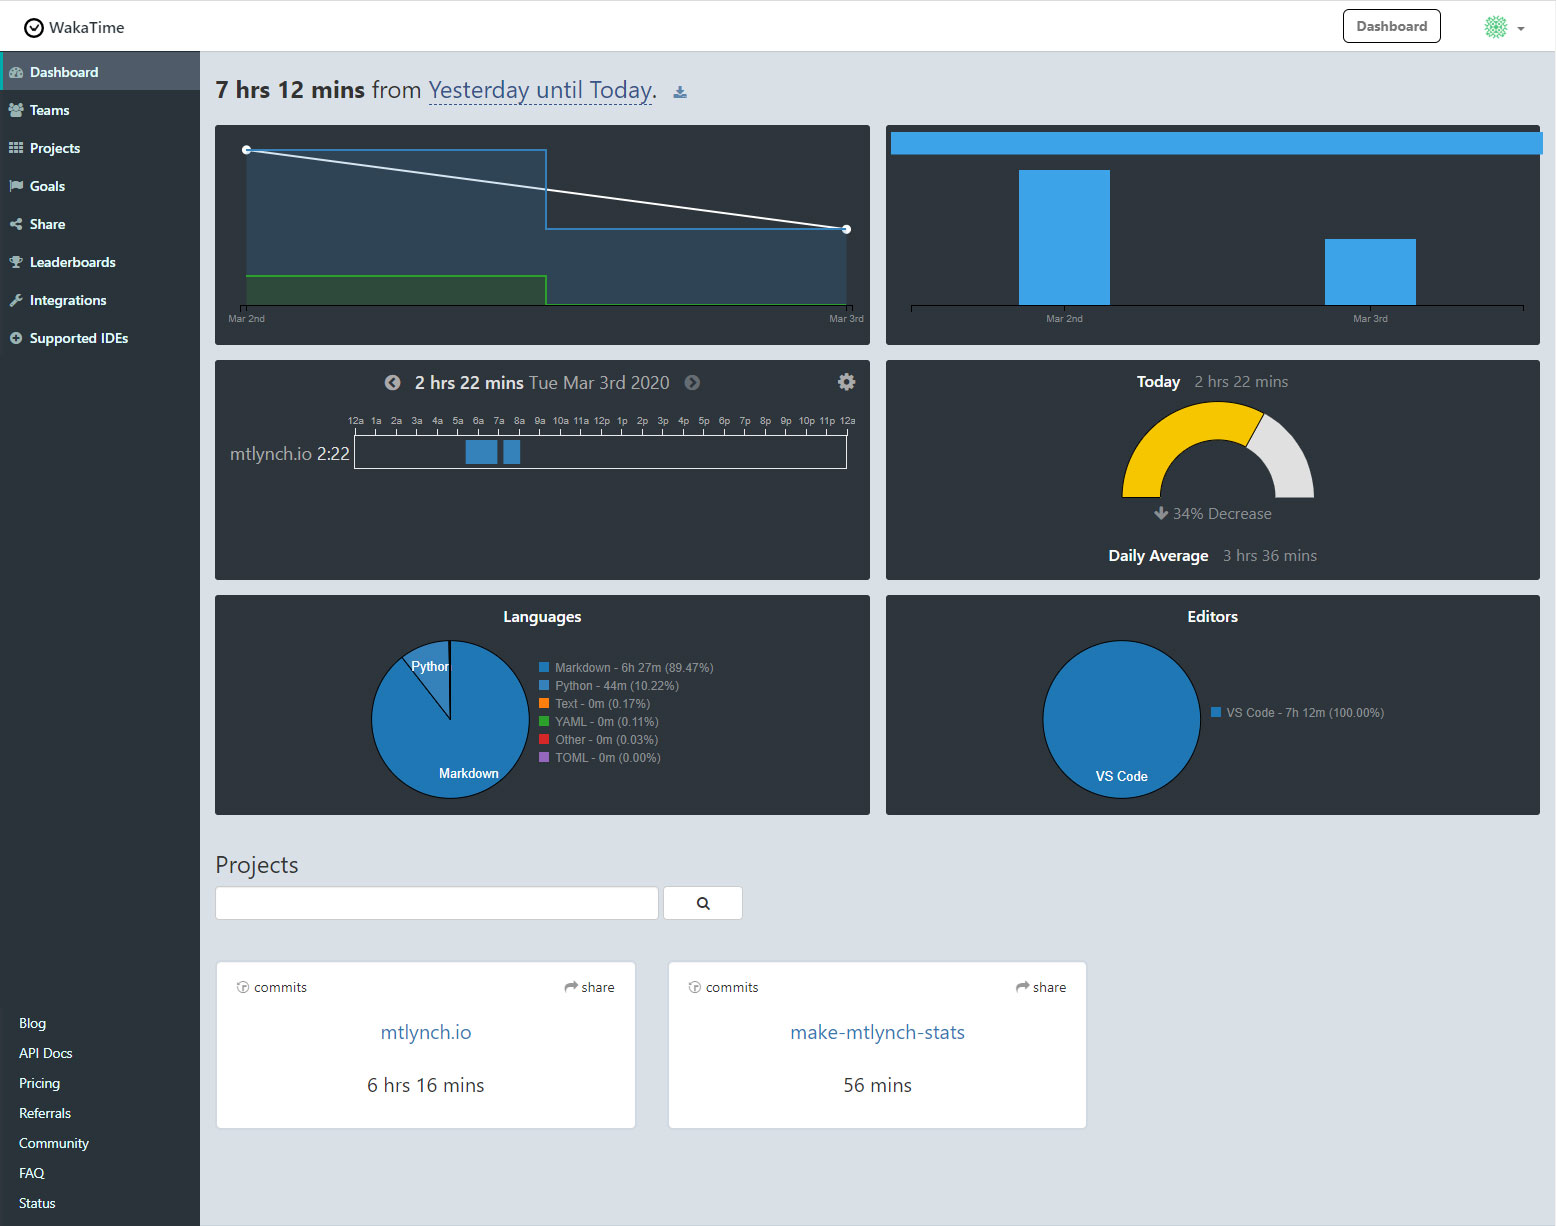 WakaTime
Dashboard
Dashboard
Teams
Projects
Goals
Share
Leaderboards
Integrations
Supported IDEs
Blog
API Docs
Pricing
Referrals
Community
FAQ
Status
7 hrs 12 mins from Yesterday until Today.
Mar 2nd Mar 3rd
Mar 2nd Mar 3rd
2 hrs 22 mins Tue Mar 3rd 2020
12a 1a 2a 3a 4a 5a 6a 7a 8a 9a 10a 11a 12p 1p 2p 3p 4p 5p 6p 7p 8p 9p 10p 11p 12a
mtlynch.io 2:22
Today 2 hrs 22 mins
34% Decrease
Daily Average 3 hrs 36 mins
Languages
Python
Markdown
Markdown - 6h 27m (89.47%)
Python - 44m (10.22%)
Text - 0m (0.17%)
YAML - 0m (0.11%)
Other - 0m (0.03%)
TOML - 0m (0.00%)
Editors
VS Code
VS Code - 7h 12m (100.00%)
Projects
commits share
mtlynch.io
6 hrs 16 mins
commits share
make-mtlynch-stats
56 mins